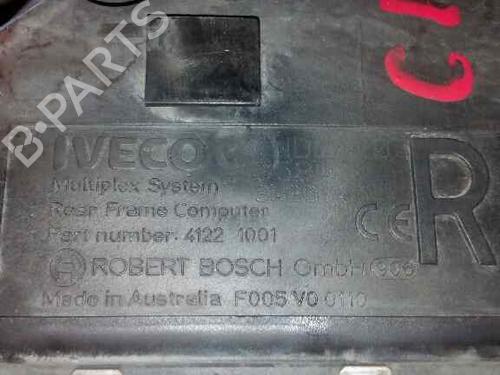 B-PARTS
IVECO
Multiplex System
Rear Frame Computer
Part number: 4122 1001
CE
R
ROBERT BOSCH GmbH
Made in Australia F005 V0 0110